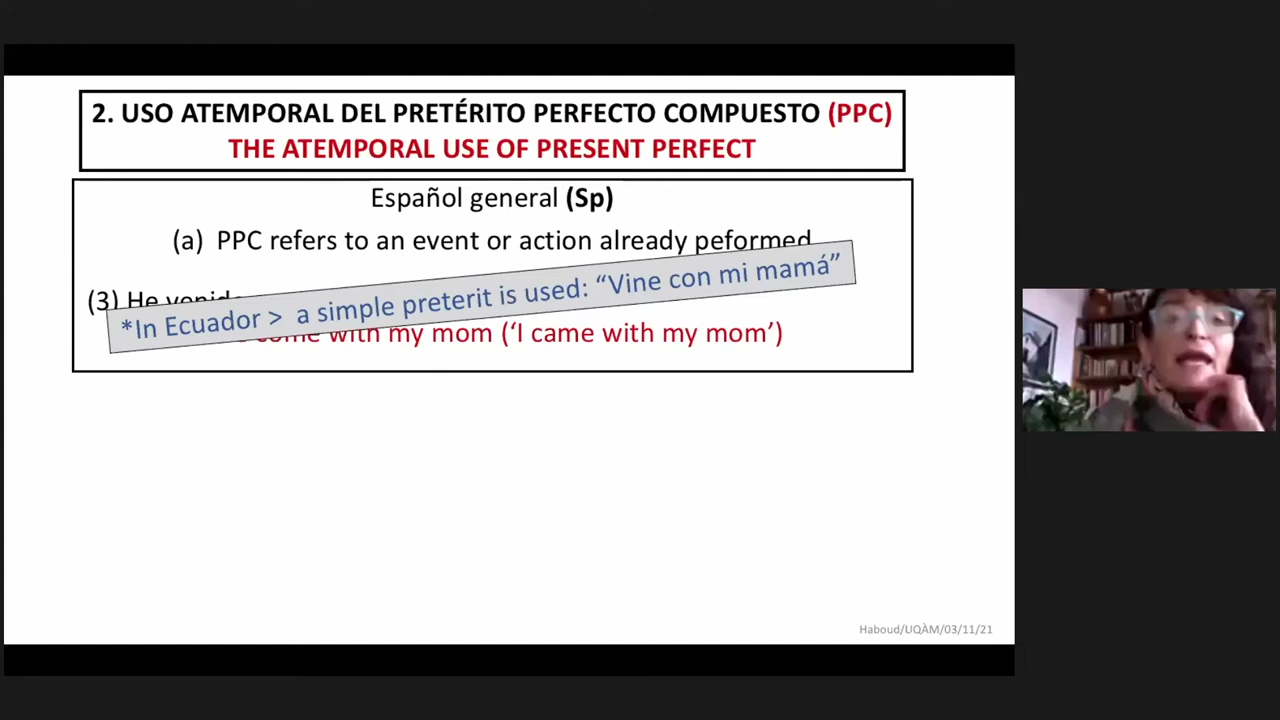 2. USO ATEMPORAL DEL PRETÉRITO PERFECTO COMPUESTO (PPC)
THE ATEMPORAL USE OF PRESENT PERFECT
Español general (Sp)
(a) PPC refers to an event or action already peformed
(3) He venido
*In Ecuador > a simple preterit is used: “Vine con mi mamá”
come with my mom (‘I came with my mom’)
Haboud/UQÀM/03/11/21